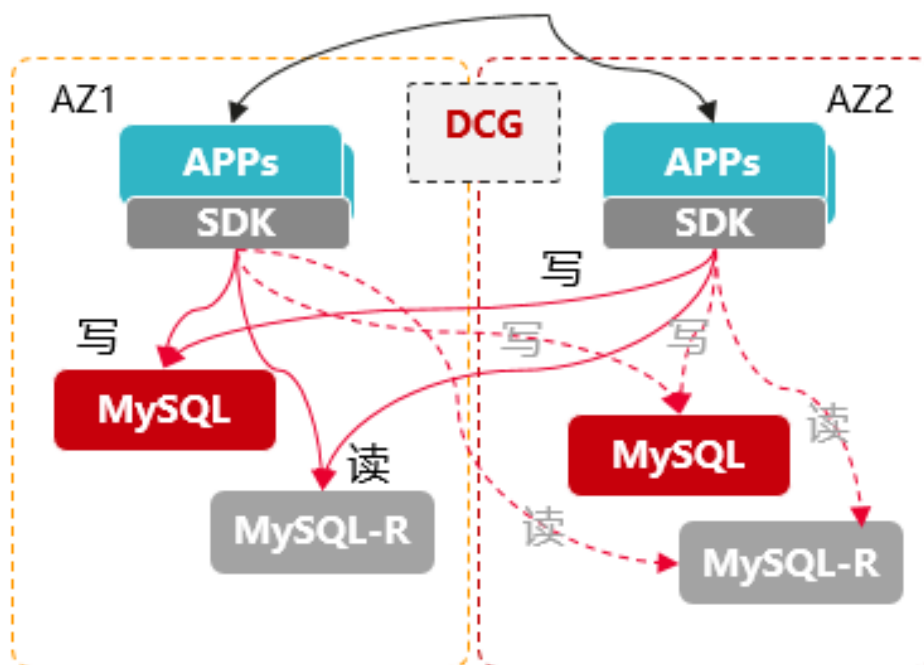 AZ1
AZ2
DCG
APPs
APPs
SDK
SDK
写
写
写
写
MySQL
读
MySQL
读
MySQL-R
读
MySQL-R